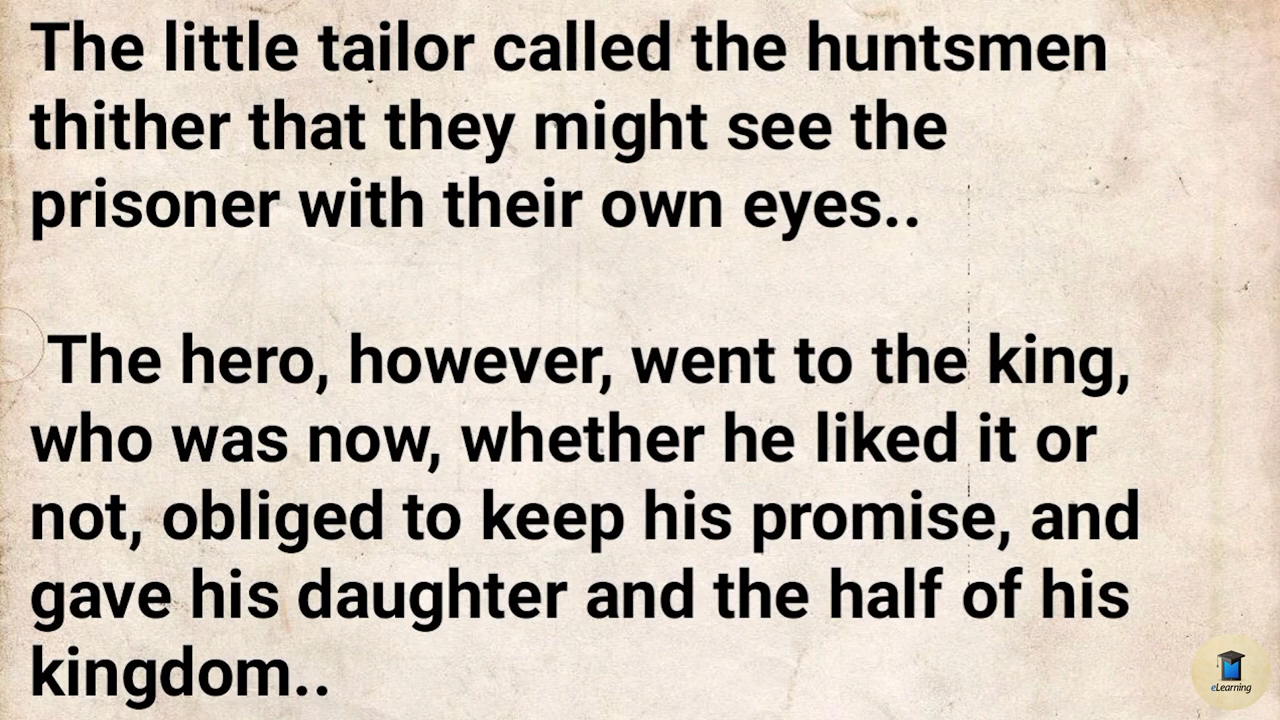 The little tailor called the huntsmen
thither that they might see the
prisoner with their own eyes..
The hero, however, went to the king,
who was now, whether he liked it or
not, obliged to keep his promise, and
gave his daughter and the half of his
kingdom..
eLearning